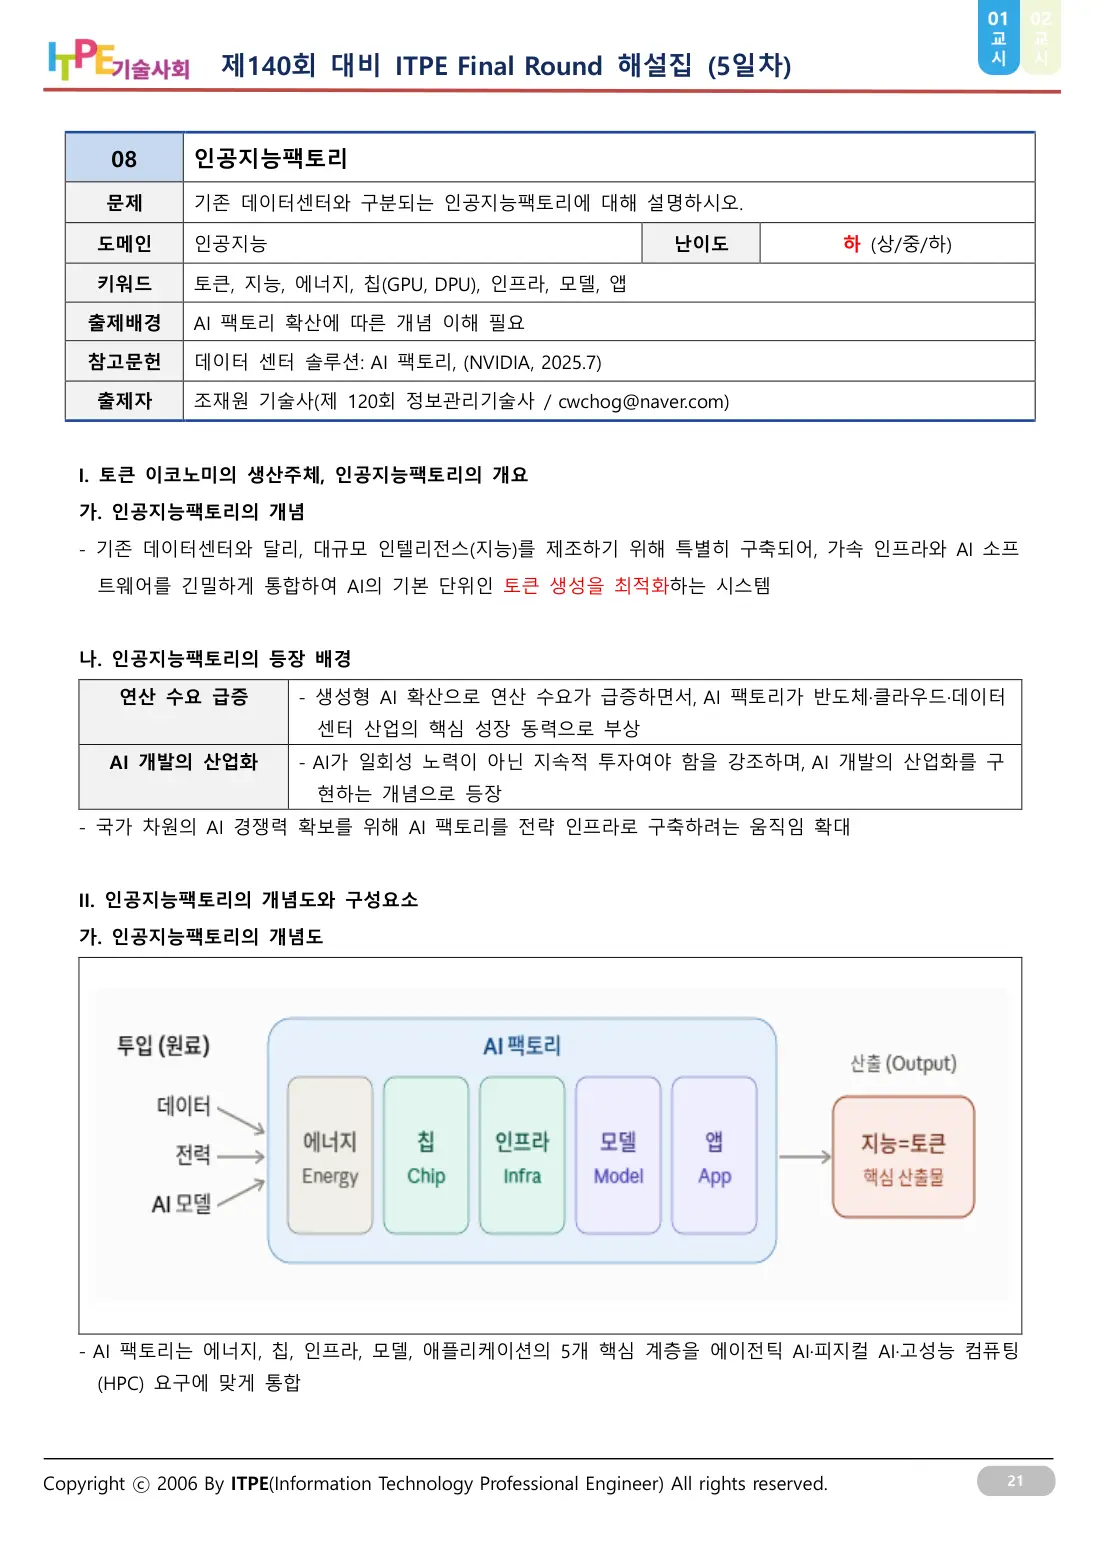 ITPE기술사회 제140회 대비 ITPE Final Round 해설집 (5일차)
01 교 시
02 교 시
08 인공지능팩토리
문제 기존 데이터센터와 구분되는 인공지능팩토리에 대해 설명하시오.
도메인 인공지능 난이도 하 (상/중/하)
키워드 토큰, 지능, 에너지, 칩(GPU, DPU), 인프라, 모델, 앱
출제배경 AI 팩토리 확산에 따른 개념 이해 필요
참고문헌 데이터 센터 솔루션: AI 팩토리, (NVIDIA, 2025.7)
출제자 조재원 기술사(제 120회 정보관리기술사 / cwchog@naver.com)
I. 토큰 이코노미의 생산주체, 인공지능팩토리의 개요
가. 인공지능팩토리의 개념
- 기존 데이터센터와 달리, 대규모 인텔리전스(지능)를 제조하기 위해 특별히 구축되어, 가속 인프라와 AI 소프
트웨어를 긴밀하게 통합하여 AI의 기본 단위인 토큰 생성을 최적화하는 시스템
나. 인공지능팩토리의 등장 배경
연산 수요 급증 - 생성형 AI 확산으로 연산 수요가 급증하면서, AI 팩토리가 반도체·클라우드·데이터
센터 산업의 핵심 성장 동력으로 부상
AI 개발의 산업화 - AI가 일회성 노력이 아닌 지속적 투자여야 함을 강조하며, AI 개발의 산업화를 구
현하는 개념으로 등장
- 국가 차원의 AI 경쟁력 확보를 위해 AI 팩토리를 전략 인프라로 구축하려는 움직임 확대
II. 인공지능팩토리의 개념도와 구성요소
가. 인공지능팩토리의 개념도
투입 (원료)
데이터
전력
AI 모델
AI 팩토리
에너지
Energy
칩
Chip
인프라
Infra
모델
Model
앱
App
산출 (Output)
지능=토큰
핵심 산출물
- AI 팩토리는 에너지, 칩, 인프라, 모델, 애플리케이션의 5개 핵심 계층을 에이전틱 AI·피지컬 AI·고성능 컴퓨팅
(HPC) 요구에 맞게 통합
Copyright ⓒ 2006 By ITPE(Information Technology Professional Engineer) All rights reserved.
21